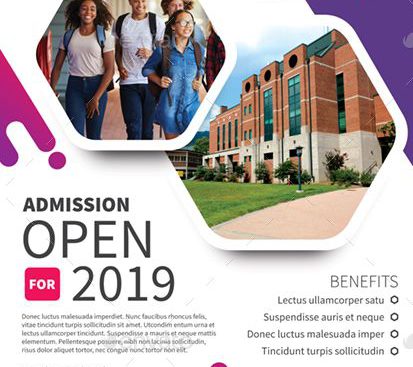 ADMISSION
OPEN
FOR 2019
Donec luctus malesuada imperdiet. Nunc faucibus rhoncus felis,
vitae tincidunt turpis sollicitudin sit amet. Utcondim entum urna et
luctus ullamcorper massa quam. Suspendisse a mauris et neque mattis
elementum. Pellentesque posuere, nibh non lacinia sollicitudin,
risus dolor aliquet tortor, nec congue nunc tortor non elit.
BENEFITS
Lectus ullamcorper satu
Suspendisse auris et neque
Donec luctus malesuada imper
Tincidunt turpis sollicitudin